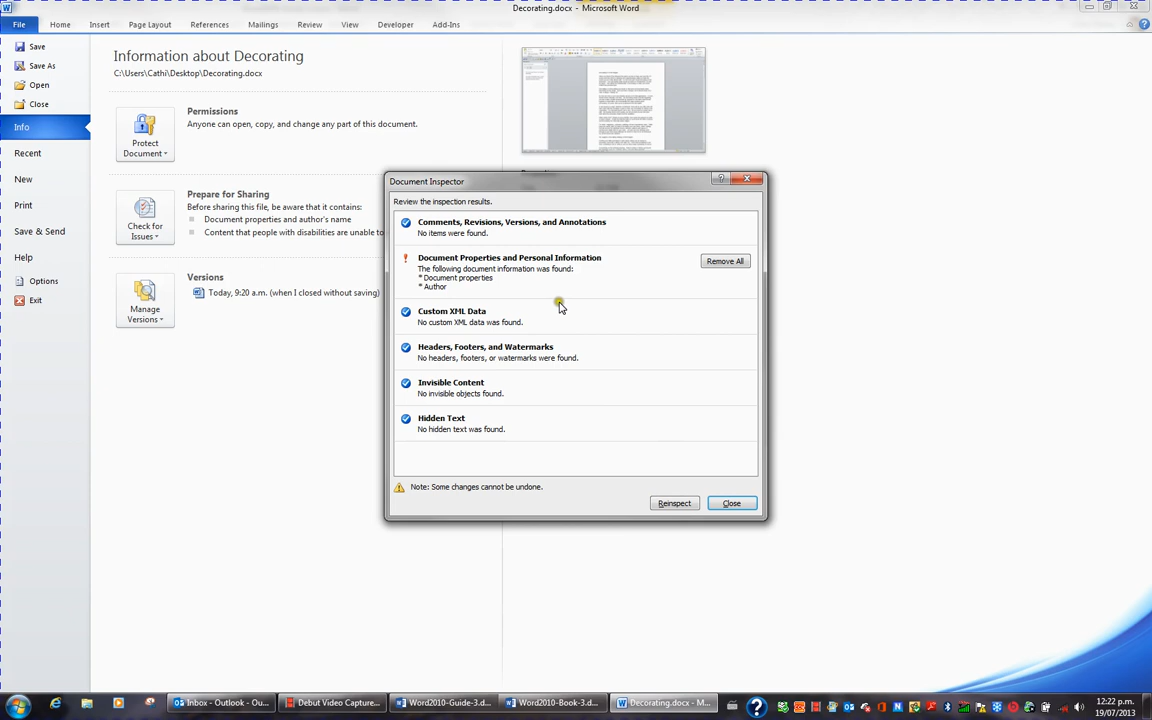 Decorating.docx - Microsoft Word
File Home Insert Page Layout References Mailings Review View Developer Add-Ins
Save
Save As
Open
Close
Info
Recent
New
Print
Save & Send
Help
Options
Exit
Information about Decorating
C:\Users\Cathi\Desktop\Decorating.docx
Protect
Document
Permissions
Anyone can open, copy, and change any part of this document.
Check for
Issues
Prepare for Sharing
Before sharing this file, be aware that it contains:
Document properties and author's name
Content that people with disabilities are unable to
Manage
Versions
Versions
Today, 9:20 a.m. (when I closed without saving)
Document Inspector
Review the inspection results.
Comments, Revisions, Versions, and Annotations
No items were found.
Document Properties and Personal Information
The following document information was found:
* Document properties
* Author
Remove All
Custom XML Data
No custom XML data was found.
Headers, Footers, and Watermarks
No headers, footers, or watermarks were found.
Invisible Content
No invisible objects found.
Hidden Text
No hidden text was found.
Note: Some changes cannot be undone.
Reinspect Close
Inbox - Outlook - Ou... Debut Video Capture... Word2010-Guide-3.d... Word2010-Book-3.d... Decorating.docx - M...
12:22 p.m.
19/07/2013